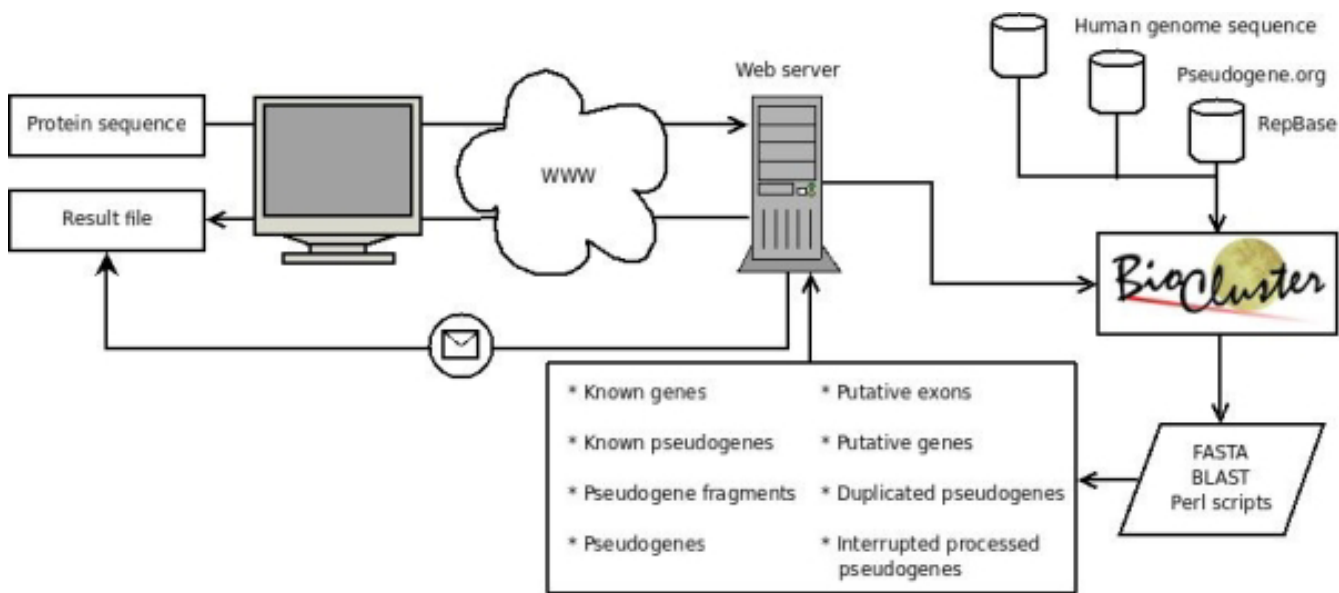 Human genome sequence
Pseudogene.org
RepBase
Web server
Protein sequence
WWW
Result file
BioCluster
* Known genes
* Putative exons
* Known pseudogenes
* Putative genes
* Pseudogene fragments
* Duplicated pseudogenes
* Pseudogenes
* Interrupted processed
pseudogenes
FASTA
BLAST
Perl scripts